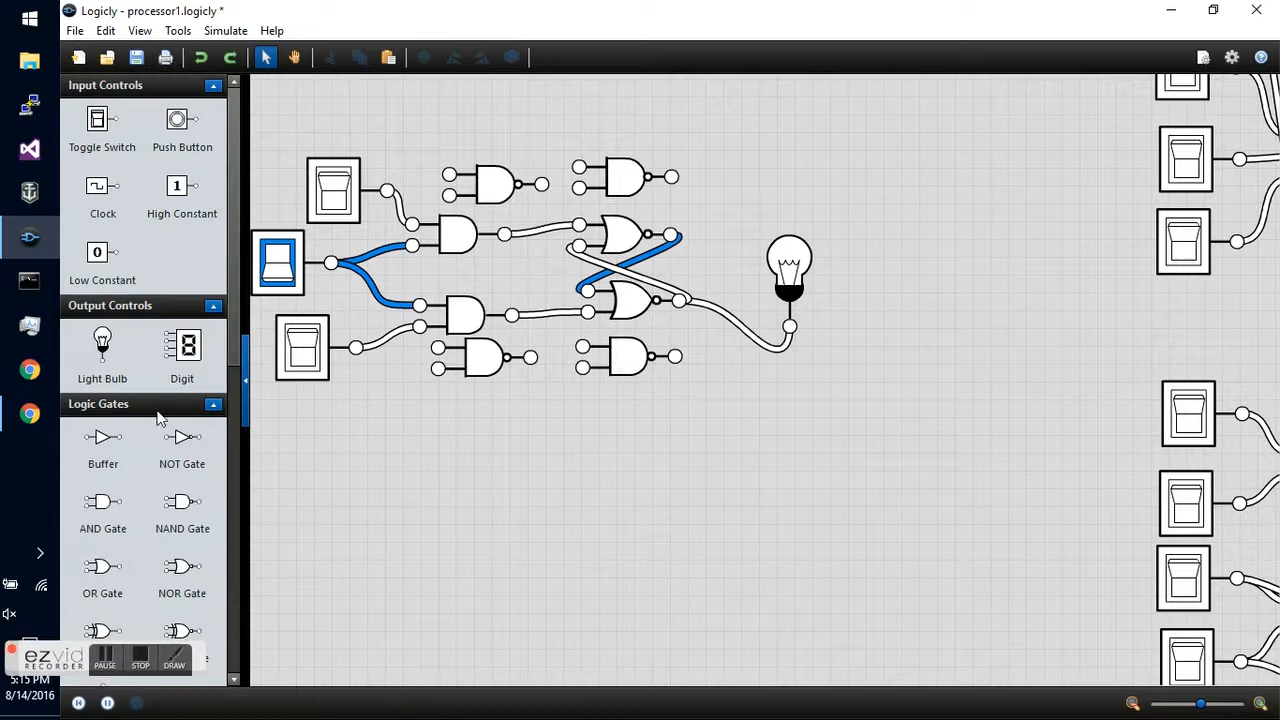 Logicly - processor1.logicly *
File Edit View Tools Simulate Help
Input Controls
Toggle Switch Push Button
1
Clock High Constant
0
Low Constant
Output Controls
8
Light Bulb Digit
Logic Gates
Buffer NOT Gate
AND Gate NAND Gate
OR Gate NOR Gate
ezvid
RECORDER
PAUSE STOP DRAW
5:15 PM
8/14/2016